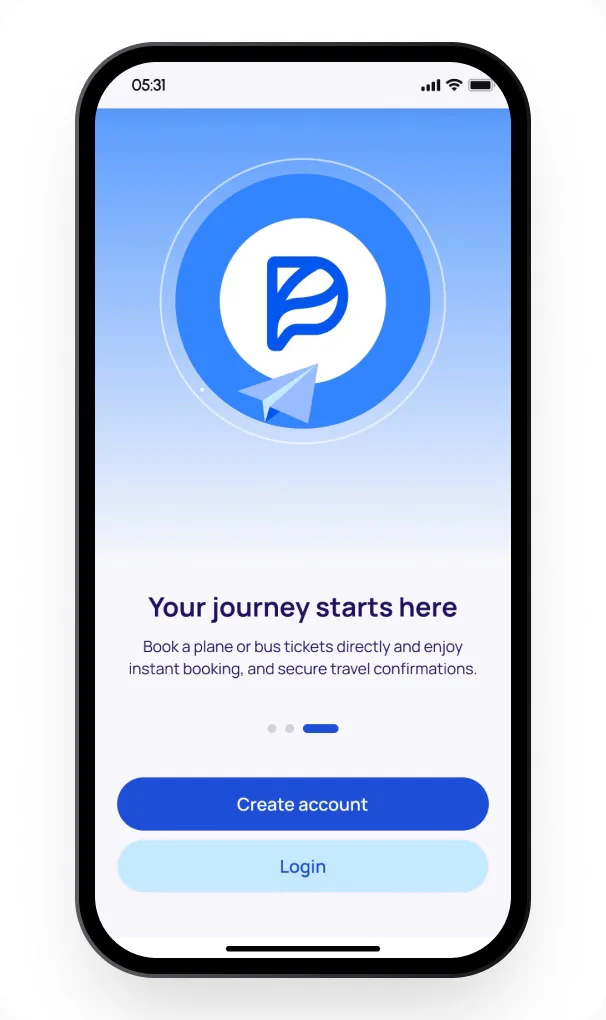 05:31
Your journey starts here
Book a plane or bus tickets directly and enjoy
instant booking, and secure travel confirmations.
Create account
Login